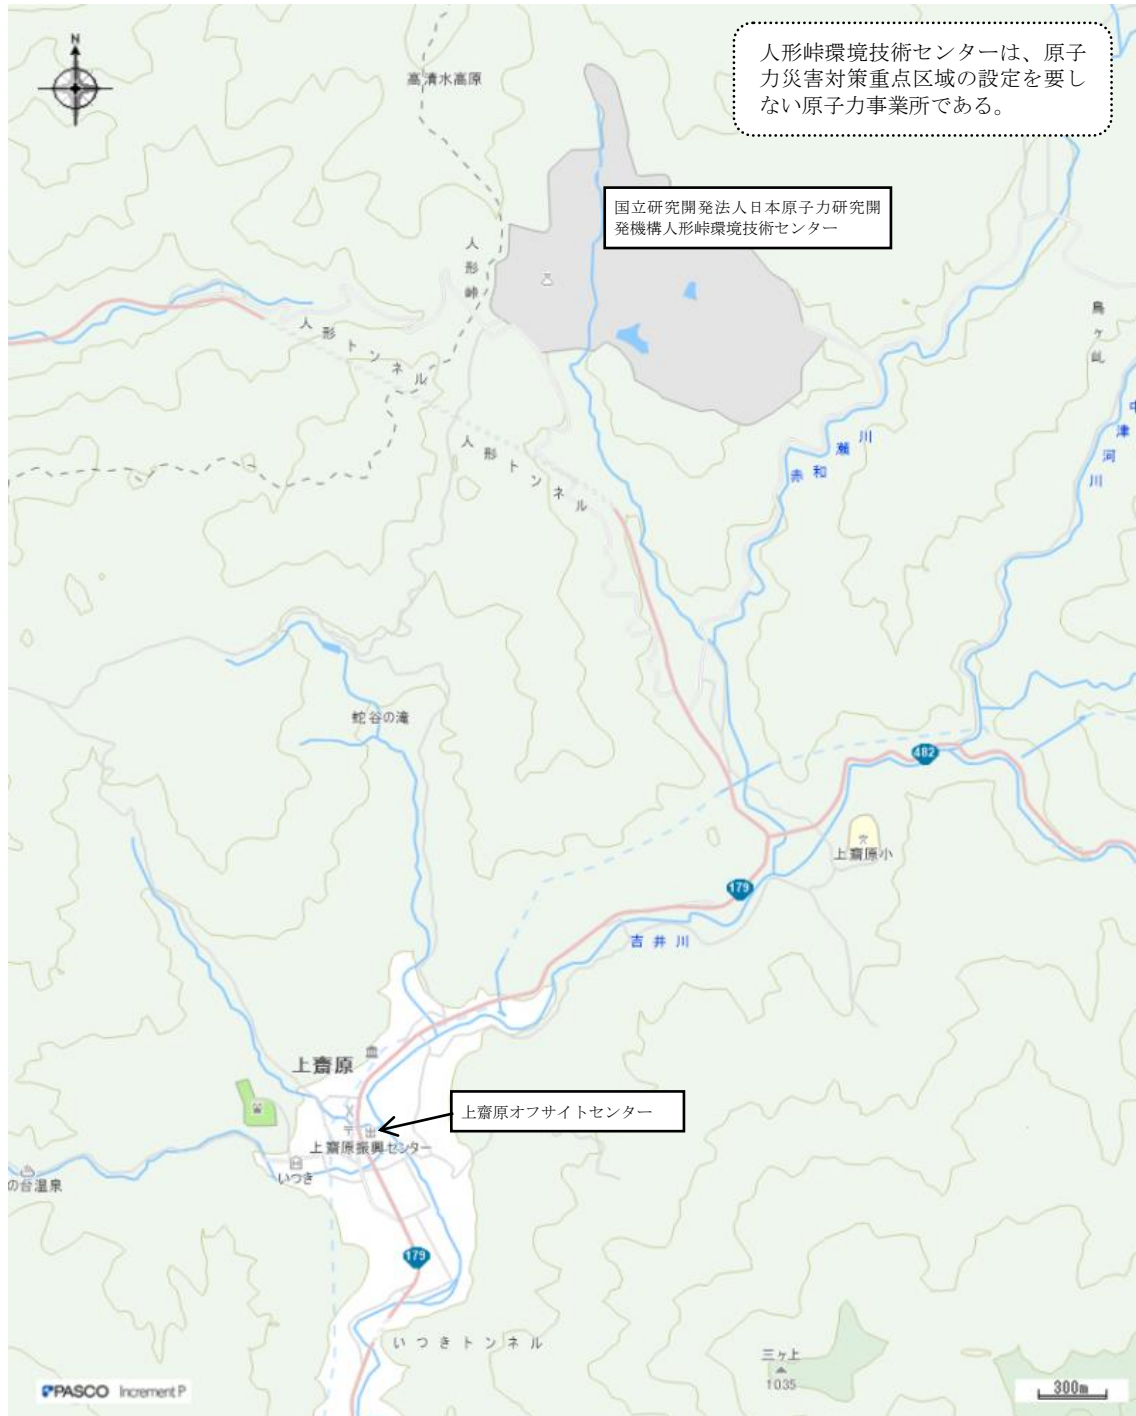 N
高清水高原
人形峠環境技術センターは、原子
力災害対策重点区域の設定を要し
ない原子力事業所である。
国立研究開発法人日本原子力研究開
発機構人形峠環境技術センター
人形峠
人形トンネル
人形トンネル
赤和瀬川
中津河川
蛇谷の滝
482
上齋原小
179
吉井川
上齋原
上齋原オフサイトセンター
〒
上齋原振興センター
いつき
の台温泉
179
いつきトンネル
三ヶ上
1035
PASCO Increment P
300m